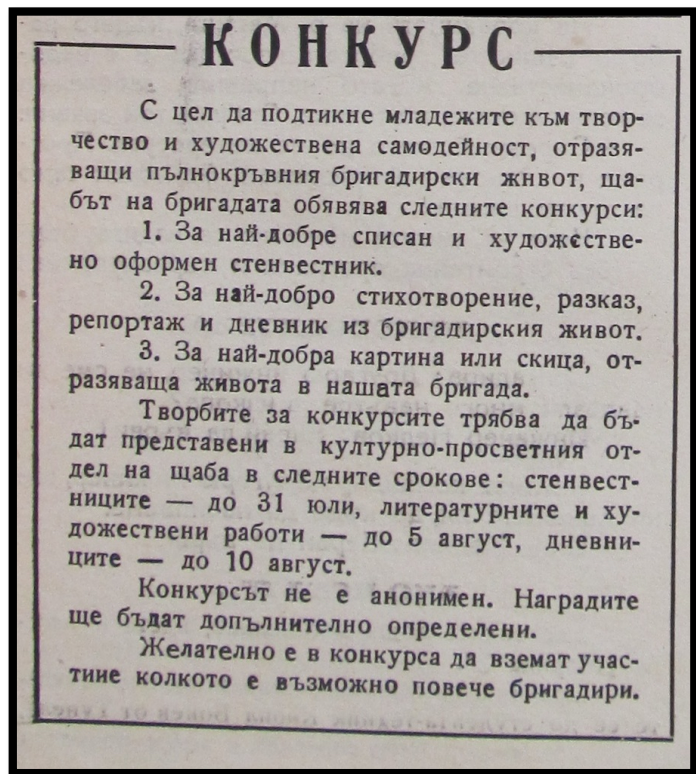 КОНКУРС
С цел да подтикне младежите към твор-
чество и художествена самодейност, отразя-
ващи пълнокръвния бригадирски жнвот, ща-
бът на бригадата обявява следните конкурси:
1. За най-добре списан и художестве-
но оформен стенвестник.
2. За най-добро стихотворение, разказ,
репортаж и дневник из бригадирския живот.
3. За най-добра картина или скица, от-
разяваща живота в нашата бригада.
Творбите за конкурсите трябва да бъ-
дат представени в културно-просветния от-
дел на щаба в следните срокове: стенвест-
ниците — до 31 юли, литературните и ху-
дожествени работи — до 5 август, дневни-
ците — до 10 август.
Конкурсът не е анонимен. Наградите
ще бъдат допълнително определени.
Желателно е в конкурса да вземат учас-
тиие колкото е възможно повече бригадири.